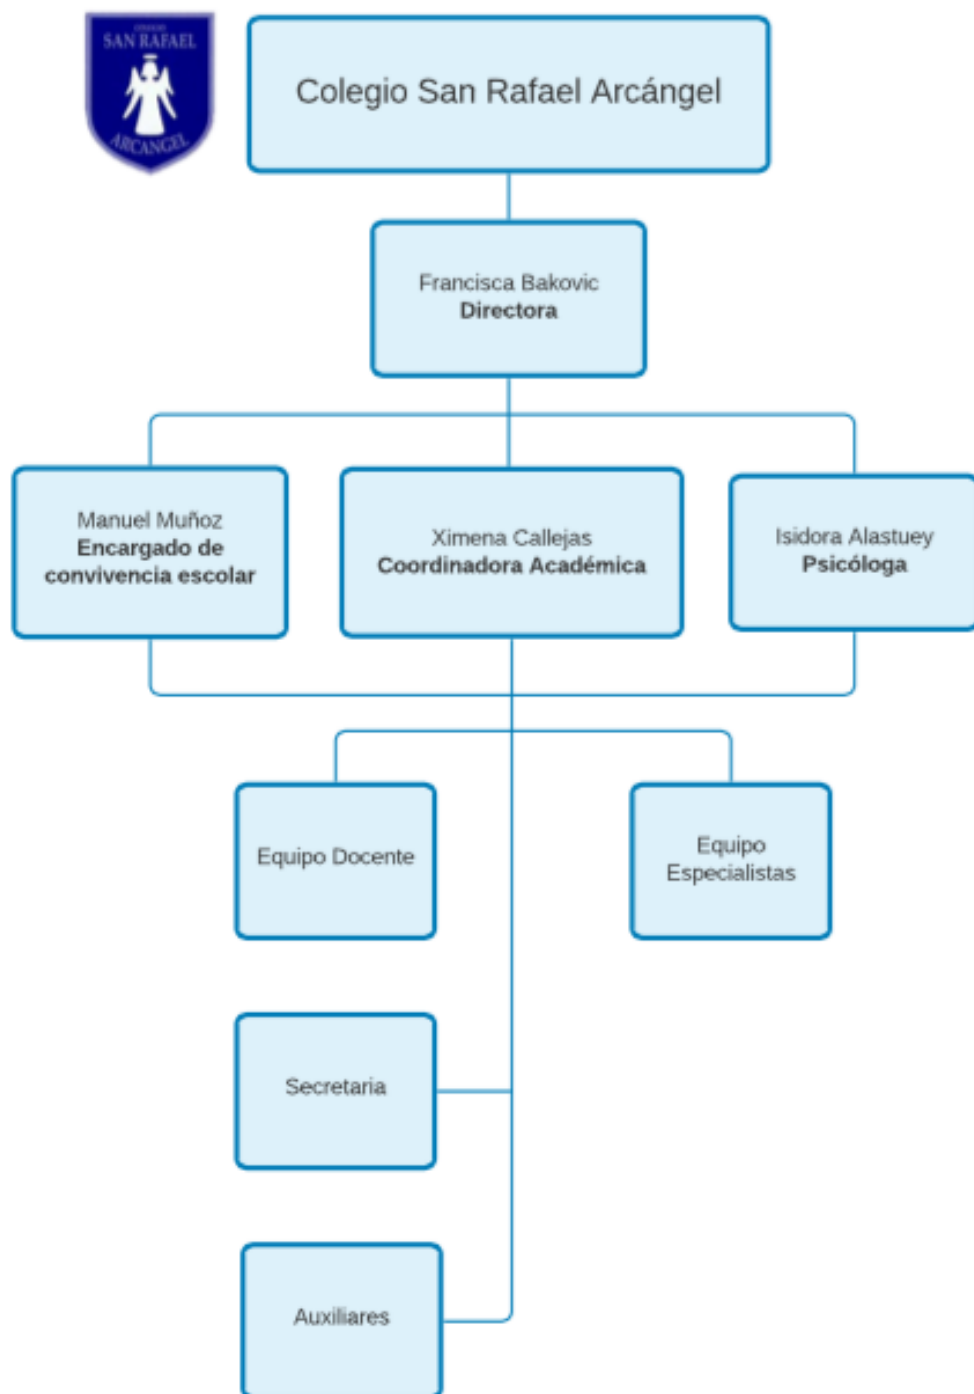 COLEGIO
SAN RAFAEL
ARCANGEL
Colegio San Rafael Arcángel
Francisca Bakovic
Directora
Manuel Muñoz
Encargado de
convivencia escolar
Ximena Callejas
Coordinadora Académica
Isidora Alastuey
Psicóloga
Equipo Docente
Equipo
Especialistas
Secretaria
Auxiliares